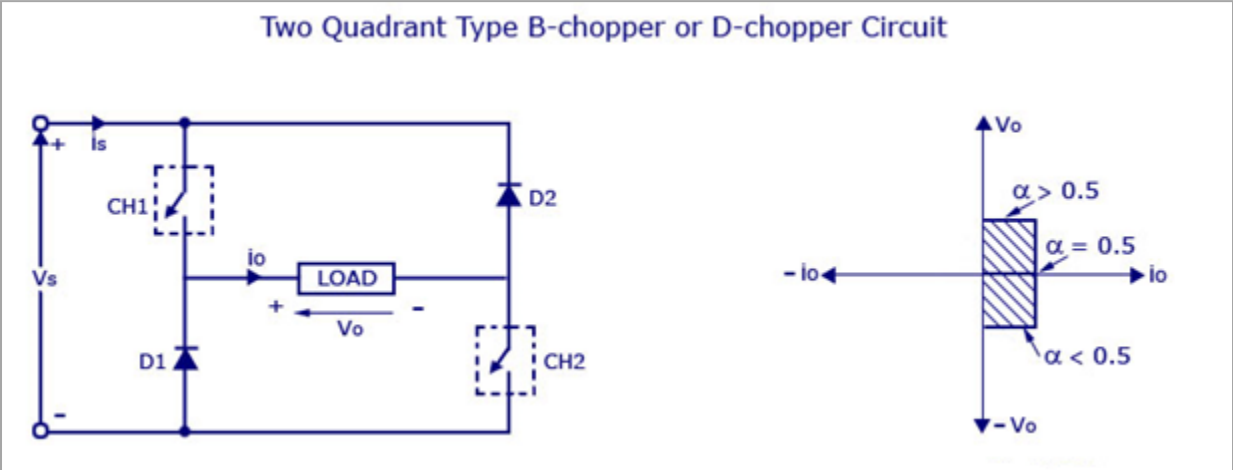 Two Quadrant Type B-chopper or D-chopper Circuit
+
is
CH1
D2
Vs
io
LOAD
+
-
Vo
D1
CH2
-
Vo
α > 0.5
α = 0.5
- io
io
α < 0.5
- Vo